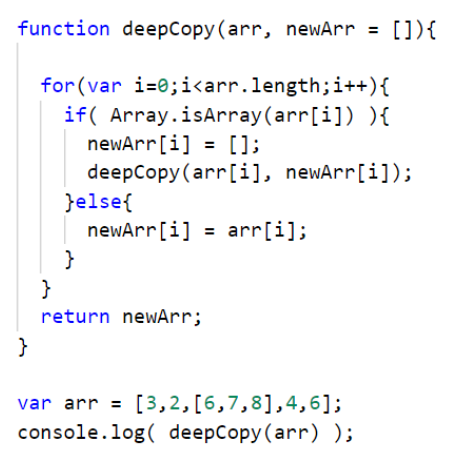 function deepCopy(arr, newArr = []){
for(var i=0;i<arr.length;i++){
if( Array.isArray(arr[i]) ){
newArr[i] = [];
deepCopy(arr[i], newArr[i]);
}else{
newArr[i] = arr[i];
}
}
return newArr;
}
var arr = [3,2,[6,7,8],4,6];
console.log( deepCopy(arr) );